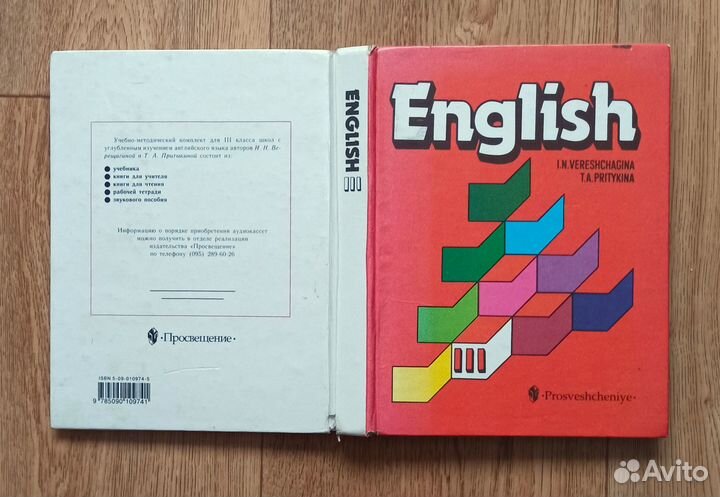 Учебно-методический комплект для III класса школ с
углубленным изучением английского языка авторов И. Н. Ве-
рещагиной и Т. А. Притыкиной состоит из:
учебника
книги для учителя
книги для чтения
рабочей тетради
звукового пособия
Информацию о порядке приобретения аудиокассет
можно получить в отделе реализации
издательства «Просвещение»
по телефону (095) 289-60-26
·Просвещение·
ISBN 5-09-010974-5
9 785090 109741
ENGLISH III
English
I.N.VERESHCHAGINA
T.A.PRITYKINA
III
·Prosveshcheniye·
Avito